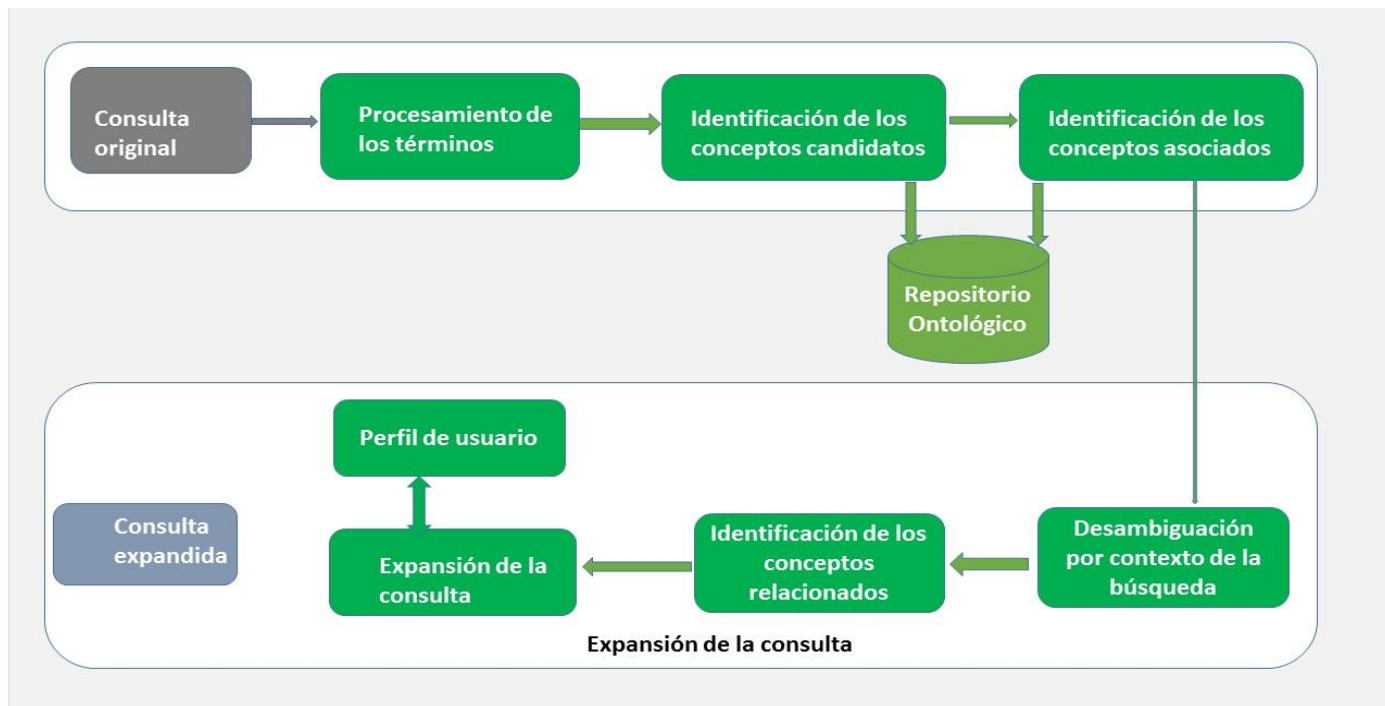 Consulta
original
Procesamiento de
los términos
Identificación de los
conceptos candidatos
Identificación de los
conceptos asociados
Repositorio
Ontológico
Perfil de usuario
Consulta
expandida
Expansión de la
consulta
Identificación de los
conceptos
relacionados
Desambiguación
por contexto de la
búsqueda
Expansión de la consulta